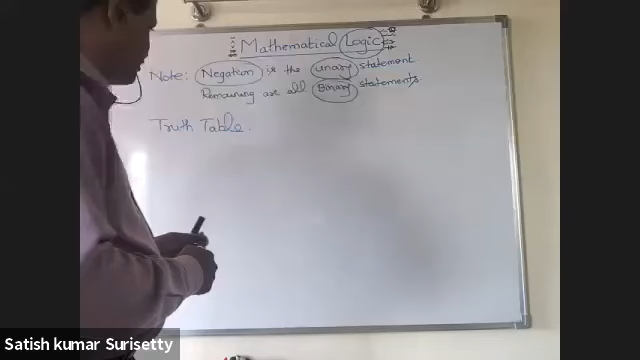 Mathematical Logic
Note: Negation is the unary statement
Remaining are all Binary statements.
Truth Table.
Satish kumar Surisetty